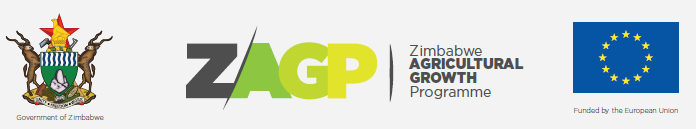 ZAGP
Zimbabwe
AGRICULTURAL
GROWTH
Programme
Government of Zimbabwe
Funded by the European Union